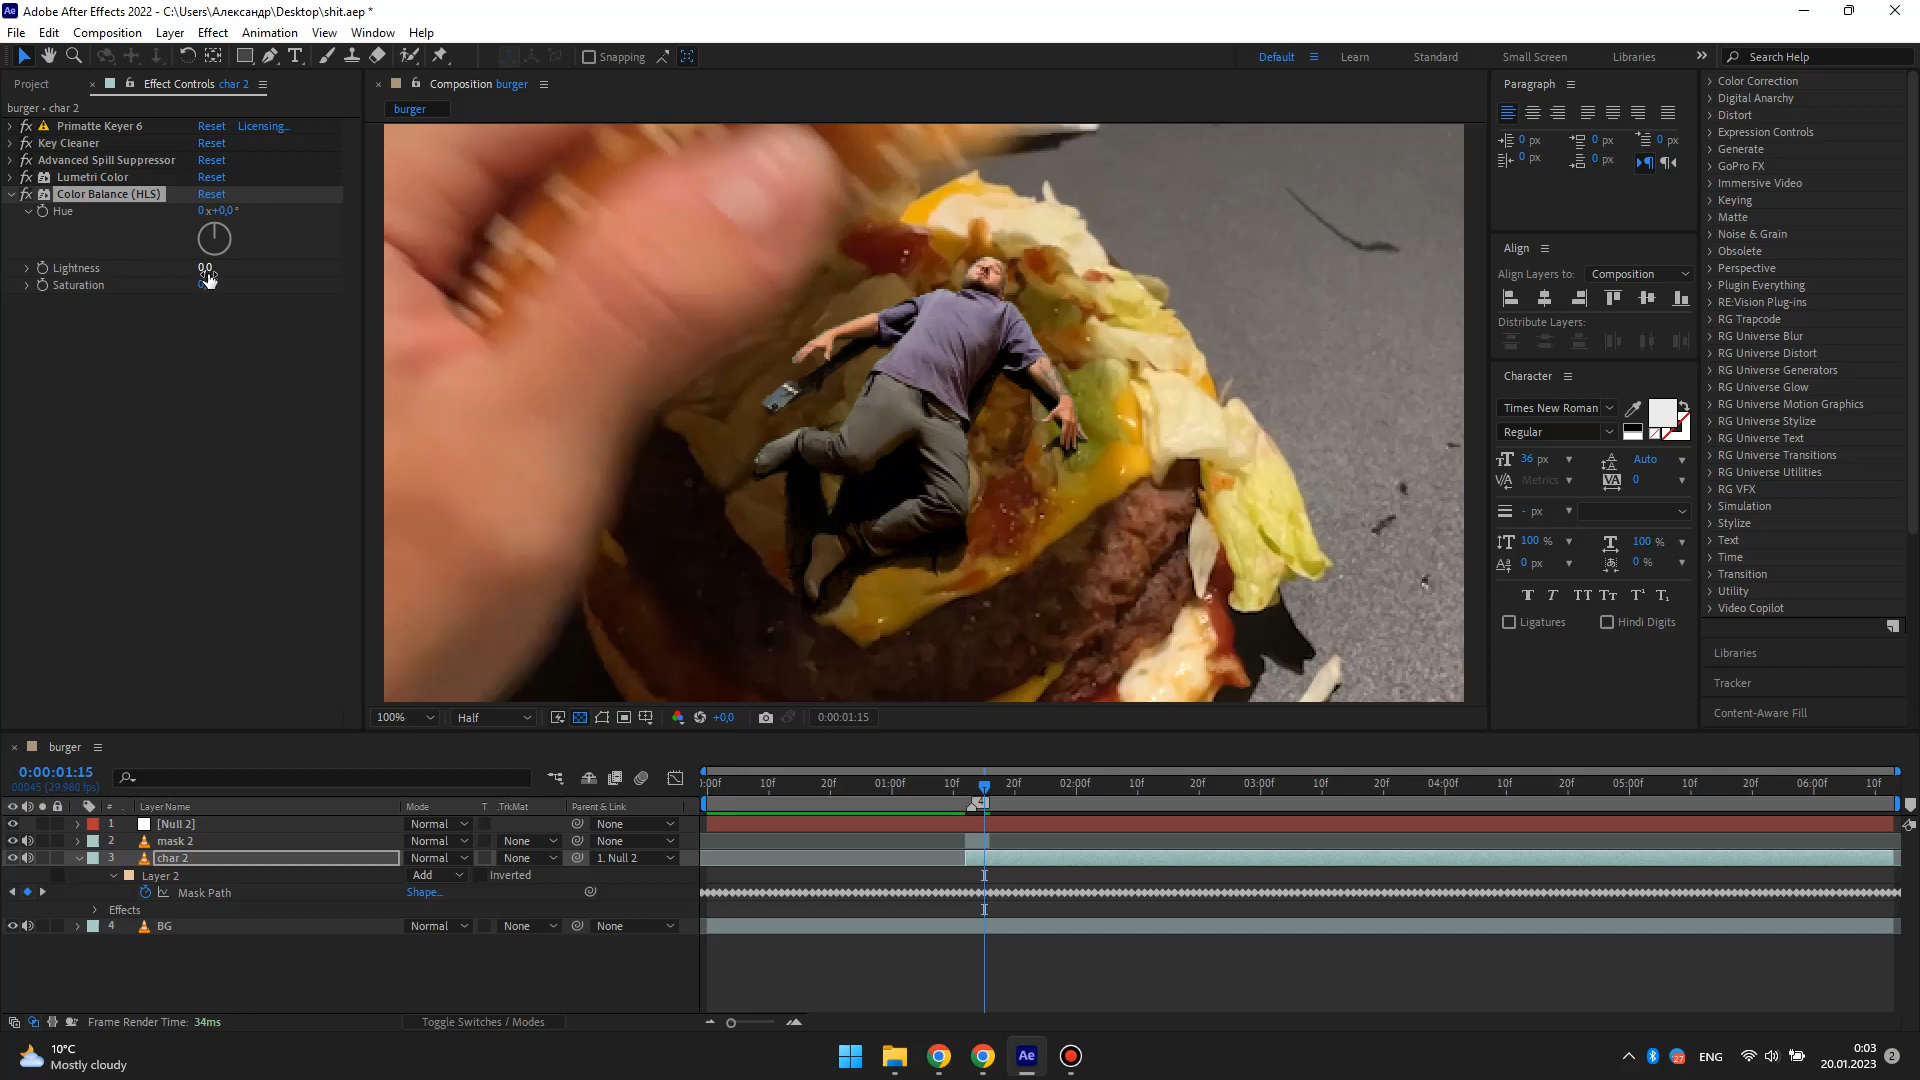 Adobe After Effects 2022 - C:\Users\Александр\Desktop\shit.aep *
File Edit Composition Layer Effect Animation View Window Help
Snapping
Default Learn Standard Small Screen Libraries Search Help
Project Effect Controls char 2
burger • char 2
Primatte Keyer 6 Reset Licensing...
Key Cleaner Reset
Advanced Spill Suppressor Reset
Lumetri Color Reset
Color Balance (HLS) Reset
Hue 0x+0,0°
Lightness 0,0
Saturation
Composition burger
burger
100% Half +0,0 0:00:01:15
Paragraph
0 px 0 px 0 px
0 px 0 px
Align
Align Layers to: Composition
Distribute Layers:
Character
Times New Roman
Regular
36 px Auto
Metrics 0
- px
100 % 100 %
0 px 0 %
Ligatures Hindi Digits
Color Correction
Digital Anarchy
Distort
Expression Controls
Generate
GoPro FX
Immersive Video
Keying
Matte
Noise & Grain
Obsolete
Perspective
Plugin Everything
RE:Vision Plug-ins
RG Trapcode
RG Universe Blur
RG Universe Distort
RG Universe Generators
RG Universe Glow
RG Universe Motion Graphics
RG Universe Stylize
RG Universe Text
RG Universe Transitions
RG Universe Utilities
RG VFX
Simulation
Stylize
Text
Time
Transition
Utility
Video Copilot
Libraries
Tracker
Content-Aware Fill
burger
0:00:01:15
00045 (29.980 fps)
):00f 10f 20f 01:00f 10f 20f 02:00f 10f 20f 03:00f 10f 20f 04:00f 10f 20f 05:00f 10f 20f 06:00f 10f
# Layer Name Mode T .TrkMat Parent & Link
1 [Null 2] Normal None
2 mask 2 Normal None None
3 char 2 Normal None 1. Null 2
Layer 2 Add Inverted
Mask Path Shape...
Effects
4 BG Normal None None
Frame Render Time: 34ms Toggle Switches / Modes
10°C
Mostly cloudy
Ae
27 ENG
0:03
20.01.2023
2